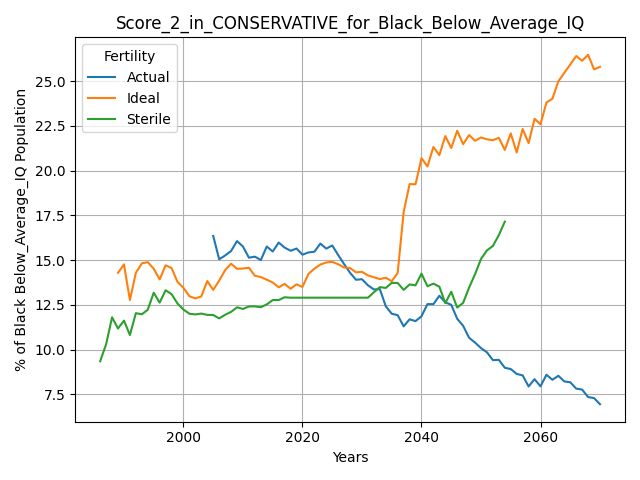 Score_2_in_CONSERVATIVE_for_Black_Below_Average_IQ
Fertility
Actual
Ideal
Sterile
% of Black Below_Average_IQ Population
25.0
22.5
20.0
17.5
15.0
12.5
10.0
7.5
2000
2020
2040
2060
Years